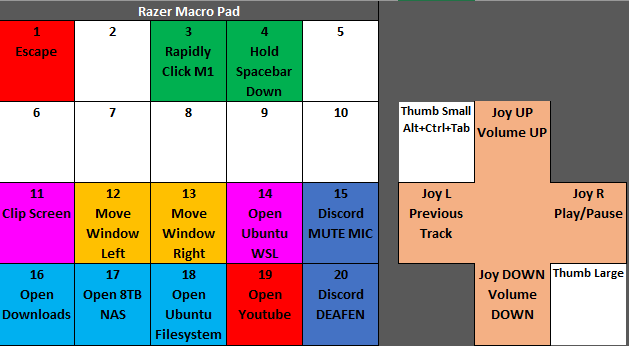 Razer Macro Pad
1
Escape
2
3
Rapidly
Click M1
4
Hold
Spacebar
Down
5
6
7
8
9
10
Thumb Small
Alt+Ctrl+Tab
Joy UP
Volume UP
11
Clip Screen
12
Move
Window
Left
13
Move
Window
Right
14
Open
Ubuntu
WSL
15
Discord
MUTE MIC
Joy L
Previous
Track
Joy R
Play/Pause
16
Open
Downloads
17
Open 8TB
NAS
18
Open
Ubuntu
Filesystem
19
Open
Youtube
20
Discord
DEAFEN
Joy DOWN
Volume
DOWN
Thumb Large